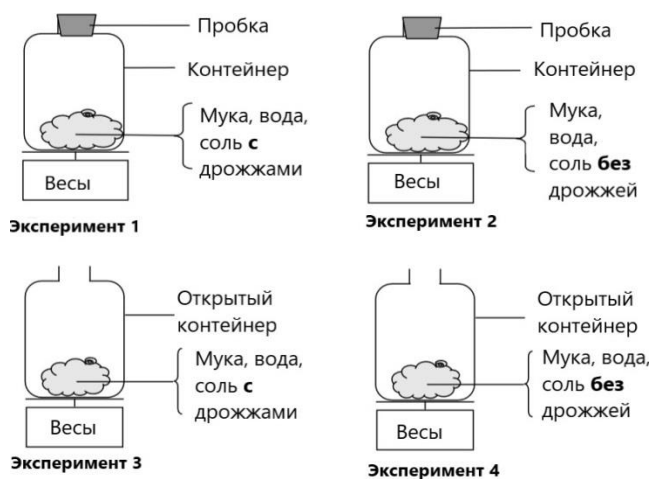 Пробка
Контейнер
Мука, вода,
соль с
дрожжами
Весы
Эксперимент 1
Пробка
Контейнер
Мука,
вода,
соль без
дрожжей
Весы
Эксперимент 2
Открытый
контейнер
Мука, вода,
соль с
дрожжами
Весы
Эксперимент 3
Открытый
контейнер
Мука, вода,
соль без
дрожжей
Весы
Эксперимент 4